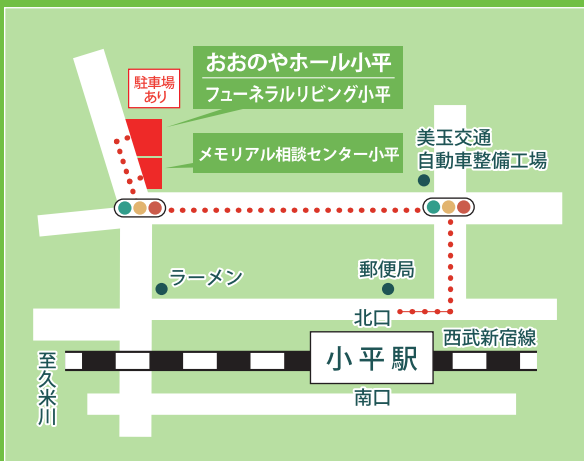 おおのやホール小平
フューネラルリビング小平
駐車場
あり
メモリアル相談センター小平
美玉交通
自動車整備工場
ラーメン
郵便局
北口
西武新宿線
小平駅
至久米川
南口